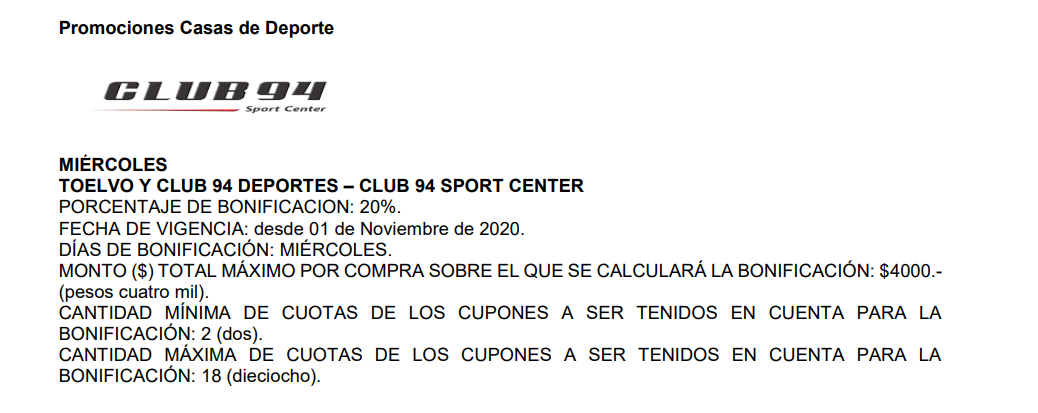 Promociones Casas de Deporte
CLUB 94
Sport Center
MIÉRCOLES
TOELVO Y CLUB 94 DEPORTES – CLUB 94 SPORT CENTER
PORCENTAJE DE BONIFICACION: 20%.
FECHA DE VIGENCIA: desde 01 de Noviembre de 2020.
DÍAS DE BONIFICACIÓN: MIÉRCOLES.
MONTO ($) TOTAL MÁXIMO POR COMPRA SOBRE EL QUE SE CALCULARÁ LA BONIFICACIÓN: $4000.-
(pesos cuatro mil).
CANTIDAD MÍNIMA DE CUOTAS DE LOS CUPONES A SER TENIDOS EN CUENTA PARA LA
BONIFICACIÓN: 2 (dos).
CANTIDAD MÁXIMA DE CUOTAS DE LOS CUPONES A SER TENIDOS EN CUENTA PARA LA
BONIFICACIÓN: 18 (dieciocho).